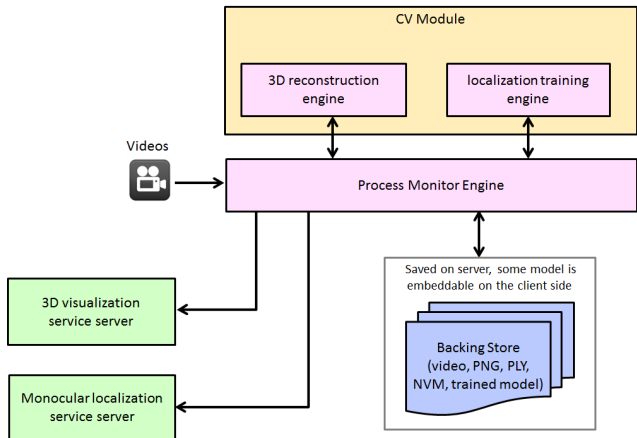 CV Module
3D reconstruction
engine
localization training
engine
Videos
Process Monitor Engine
Saved on server, some model is
embeddable on the client side
3D visualization
service server
Backing Store
(video, PNG, PLY,
NVM, trained model)
Monocular localization
service server